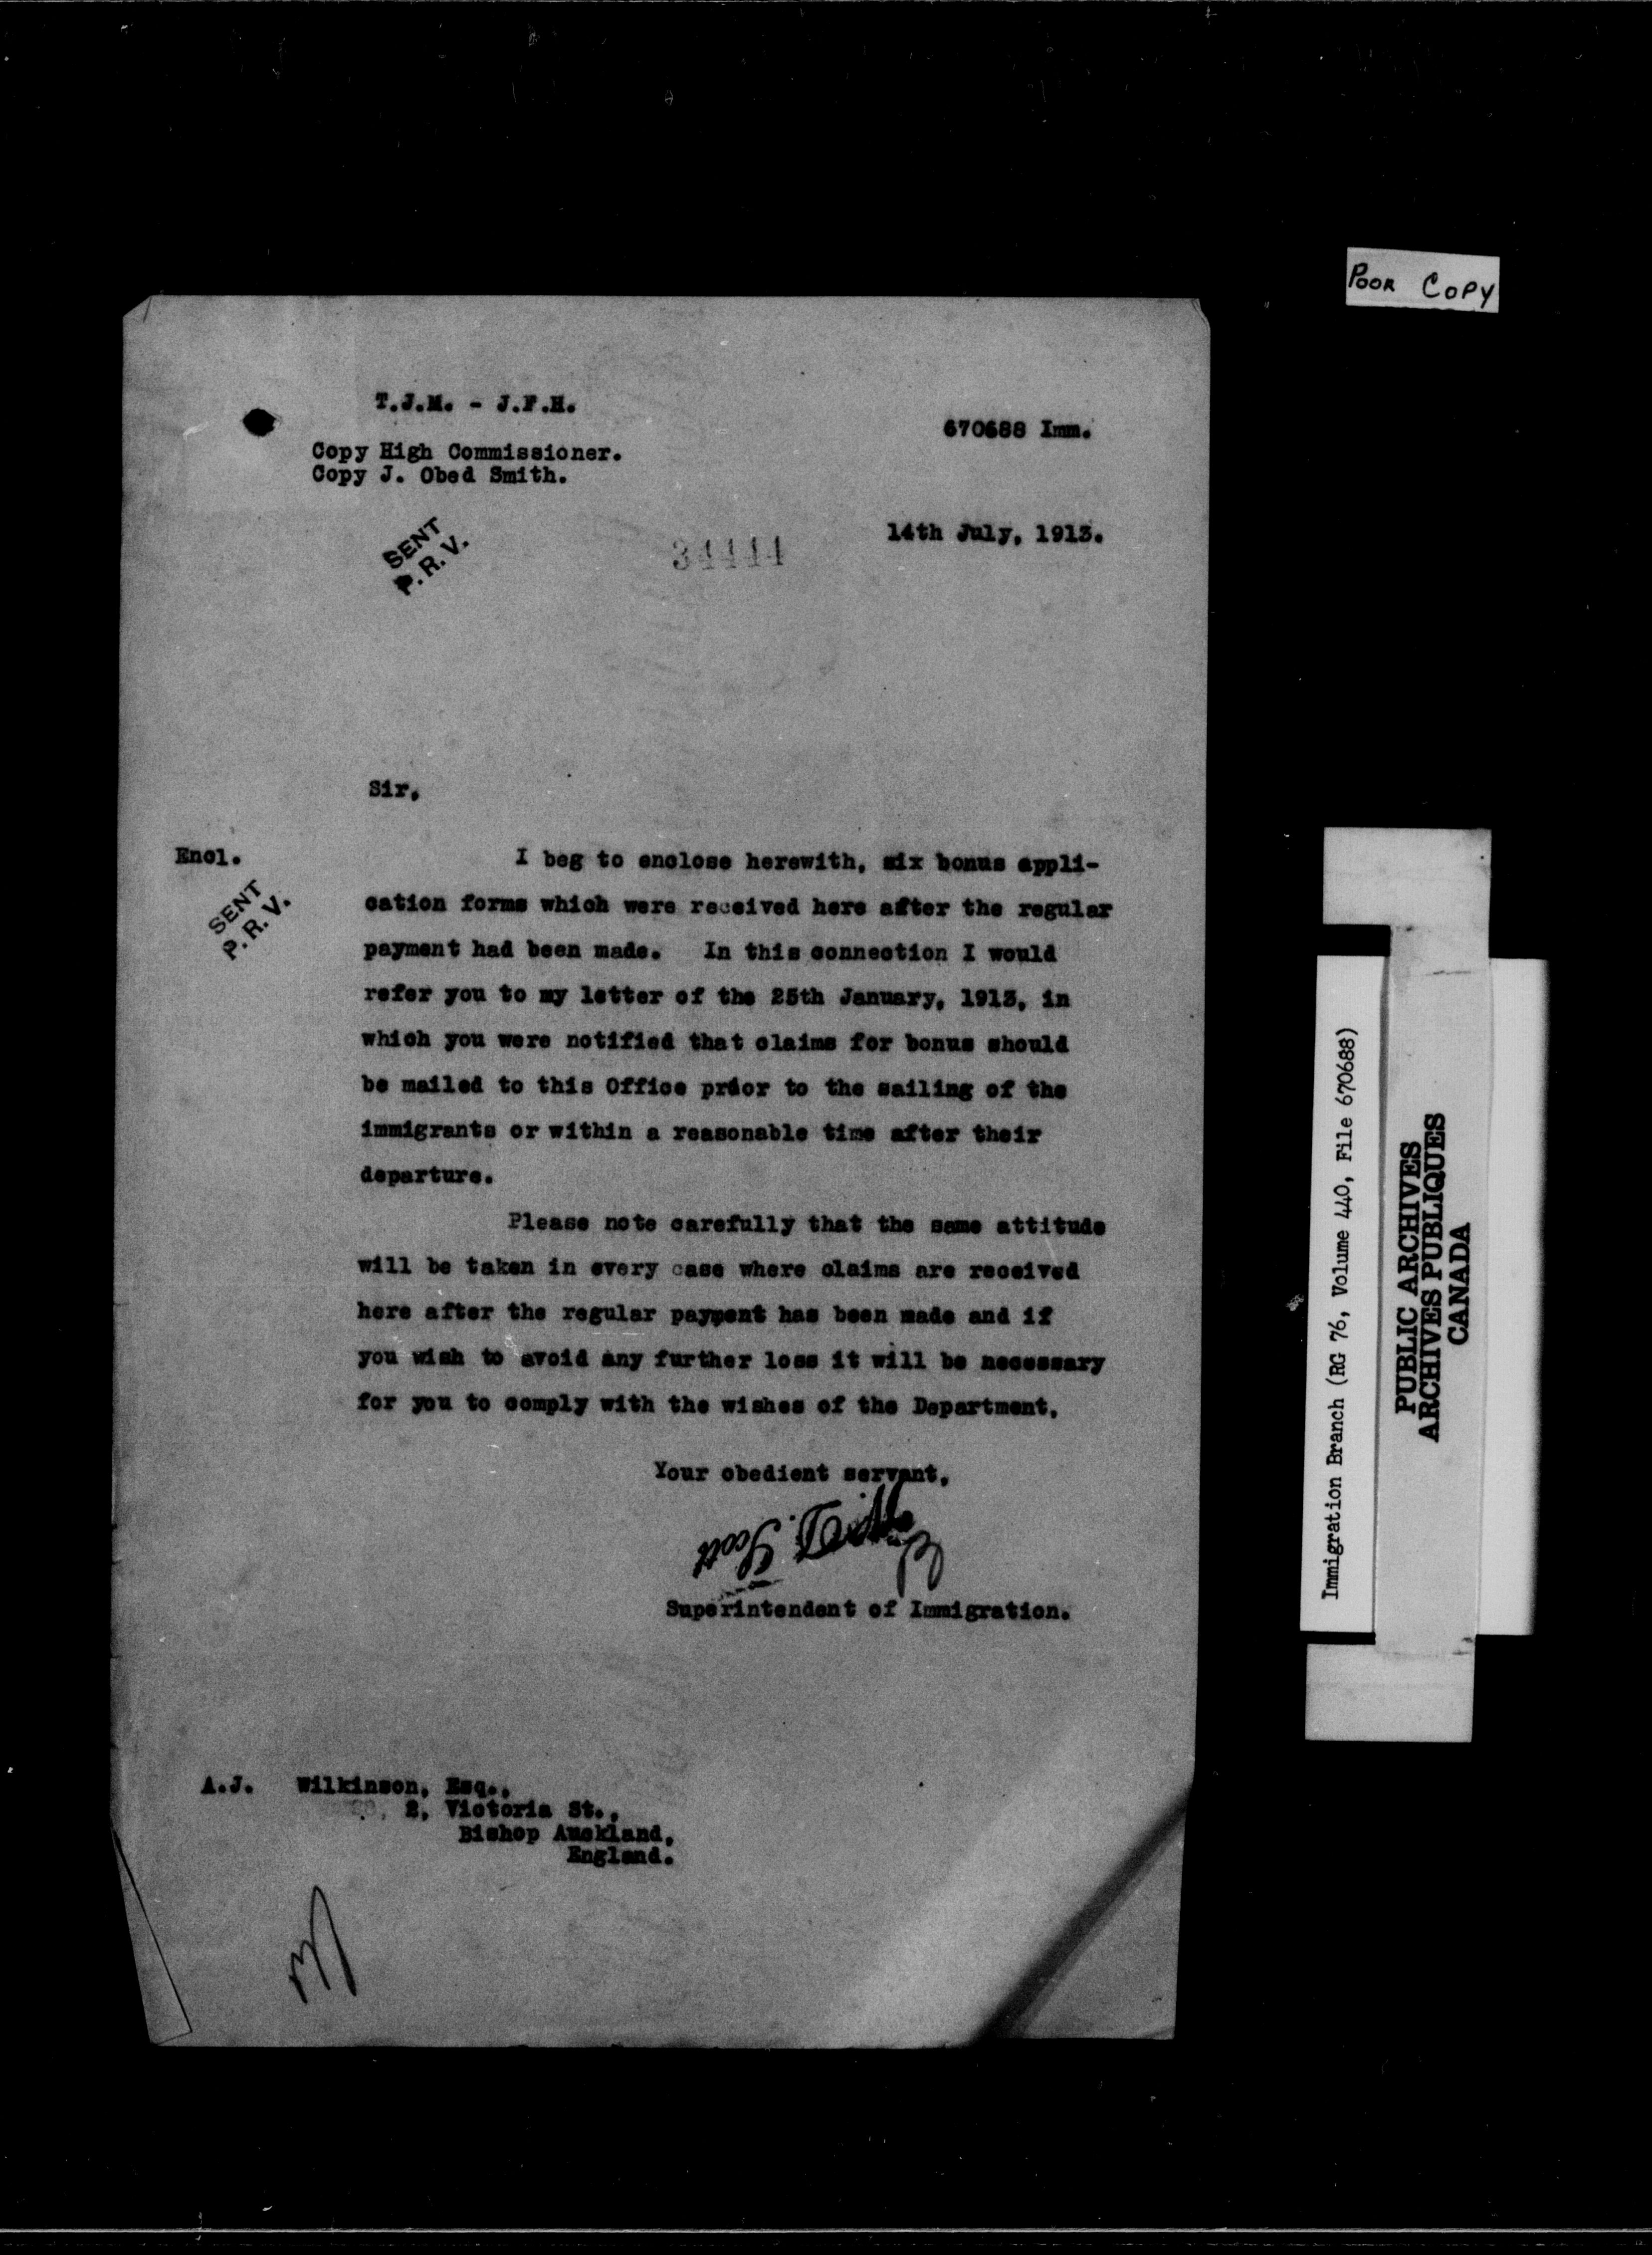 Poor Copy
T.J.M. - J.F.H.
670688 Imm.
Copy High Commissioner.
Copy J. Obed Smith.
SENT
P.R.V.
34444
14th July, 1913.
Sir,
Encl.
SENT
P.R.V.
I beg to enclose herewith, six bonus appli-
cation forms which were received here after the regular
payment had been made. In this connection I would
refer you to my letter of the 25th January, 1913, in
which you were notified that claims for bonus should
be mailed to this Office prior to the sailing of the
immigrants or within a reasonable time after their
departure.
Please note carefully that the same attitude
will be taken in every case where claims are received
here after the regular payment has been made and if
you wish to avoid any further loss it will be necessary
for you to comply with the wishes of the Department.
Your obedient servant,
Scott
Superintendent of Immigration.
A.J. Wilkinson, Esq.,
2, Victoria St.,
Bishop Auckland,
England.
Immigration Branch (RG 76, Volume 440, File 670688)
PUBLIC ARCHIVES
ARCHIVES PUBLIQUES
CANADA